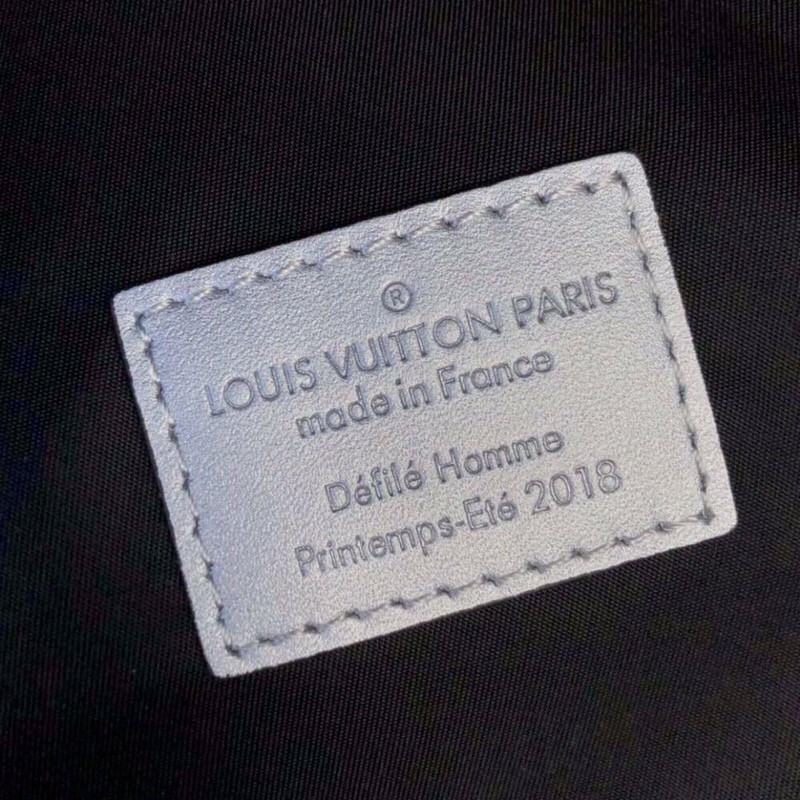 ®
LOUIS VUITTON PARIS
made in France
Défilé Homme
Printemps-Eté 2018